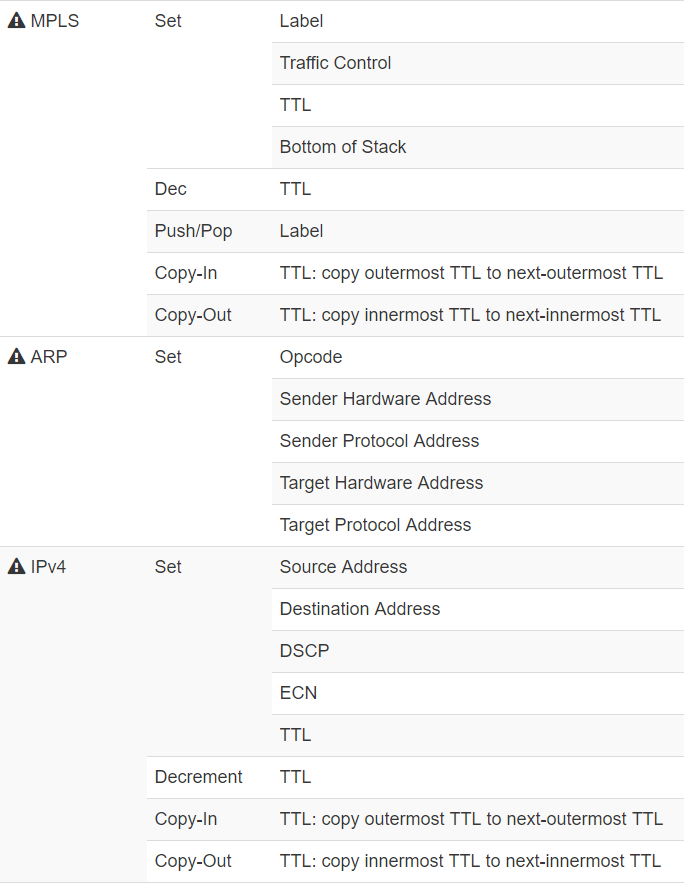 MPLS Set Label
Traffic Control
TTL
Bottom of Stack
Dec TTL
Push/Pop Label
Copy-In TTL: copy outermost TTL to next-outermost TTL
Copy-Out TTL: copy innermost TTL to next-innermost TTL
ARP Set Opcode
Sender Hardware Address
Sender Protocol Address
Target Hardware Address
Target Protocol Address
IPv4 Set Source Address
Destination Address
DSCP
ECN
TTL
Decrement TTL
Copy-In TTL: copy outermost TTL to next-outermost TTL
Copy-Out TTL: copy innermost TTL to next-innermost TTL